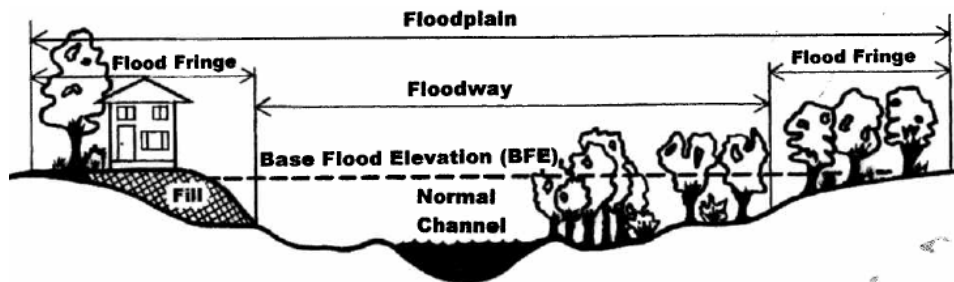 Floodplain
Flood Fringe
Flood Fringe
Floodway
Base Flood Elevation (BFE)
Fill
Normal
Channel